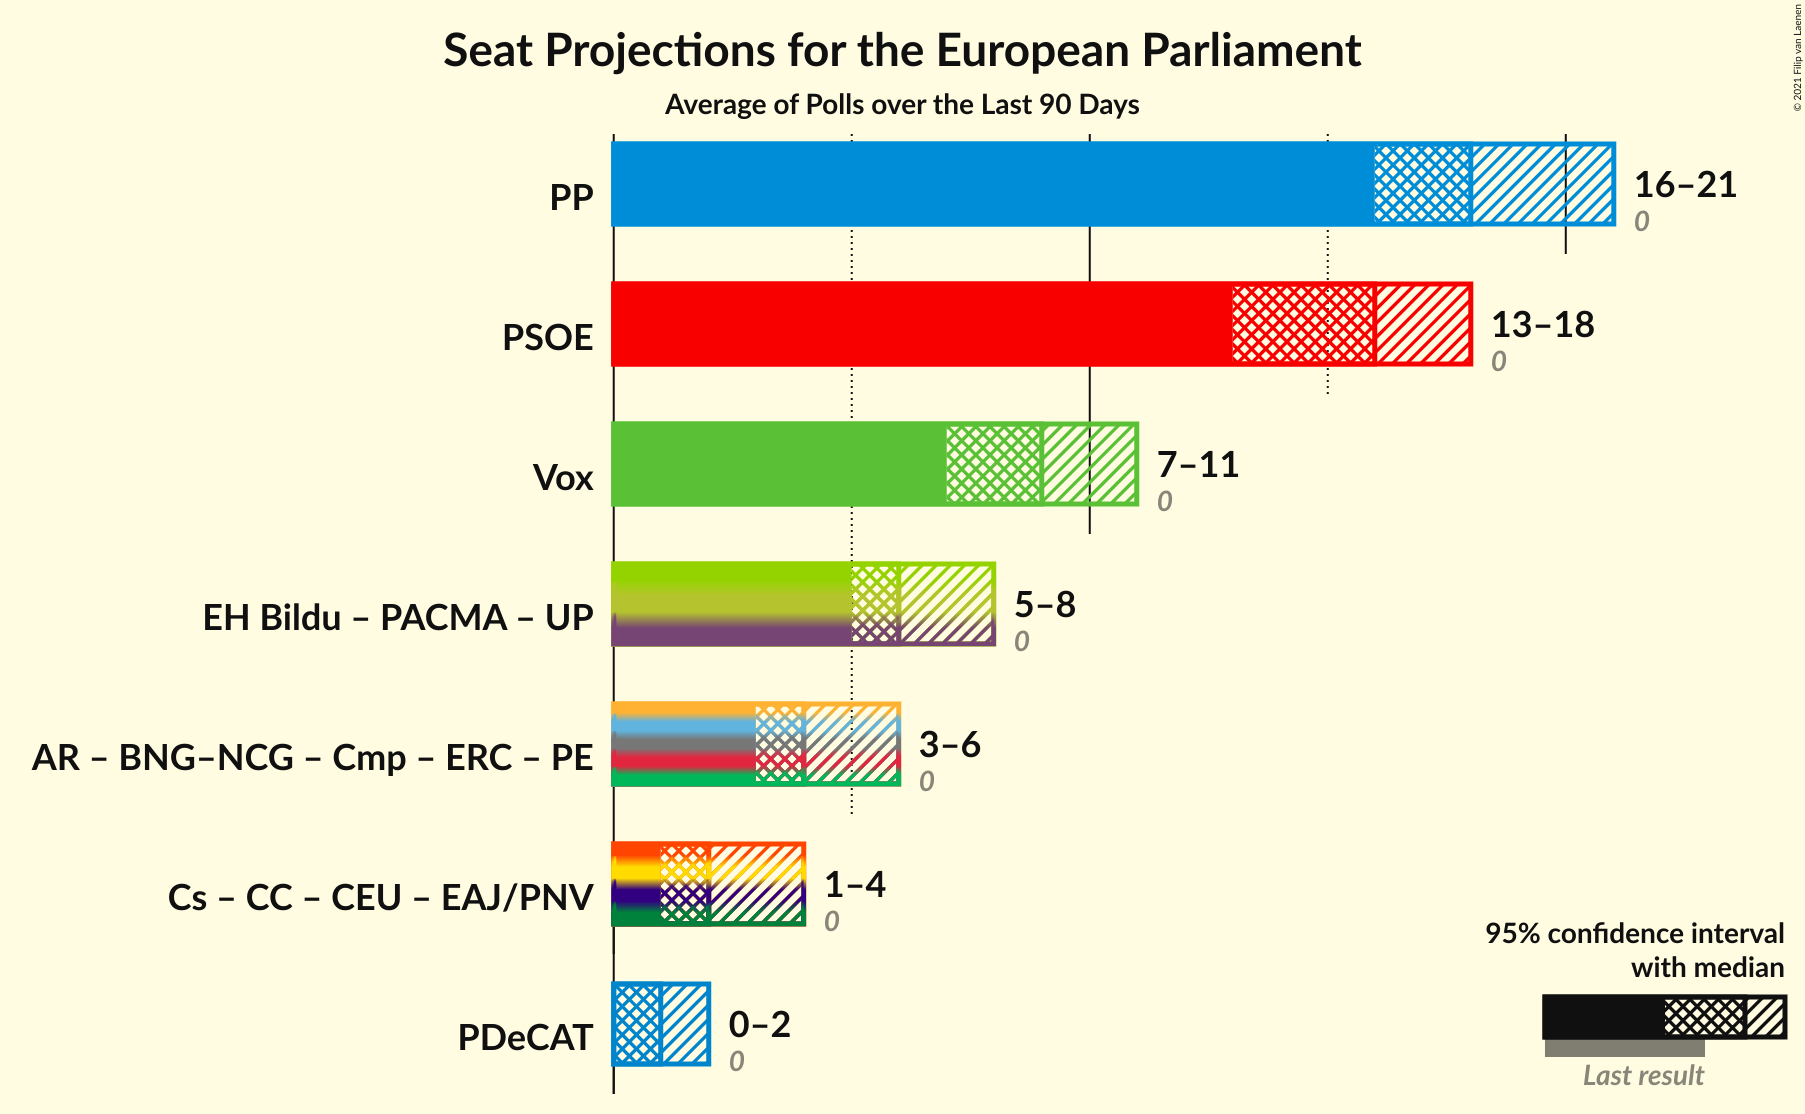 Seat Projections for the European Parliament
Average of Polls over the Last 90 Days
© 2021 Filip van Laenen
PP
16–21
0
PSOE
13–18
0
Vox
7–11
0
EH Bildu – PACMA – UP
5–8
0
AR – BNG–NCG – Cmp – ERC – PE
3–6
0
Cs – CC – CEU – EAJ/PNV
1–4
0
PDeCAT
0–2
0
95% confidence interval
with median
Last result